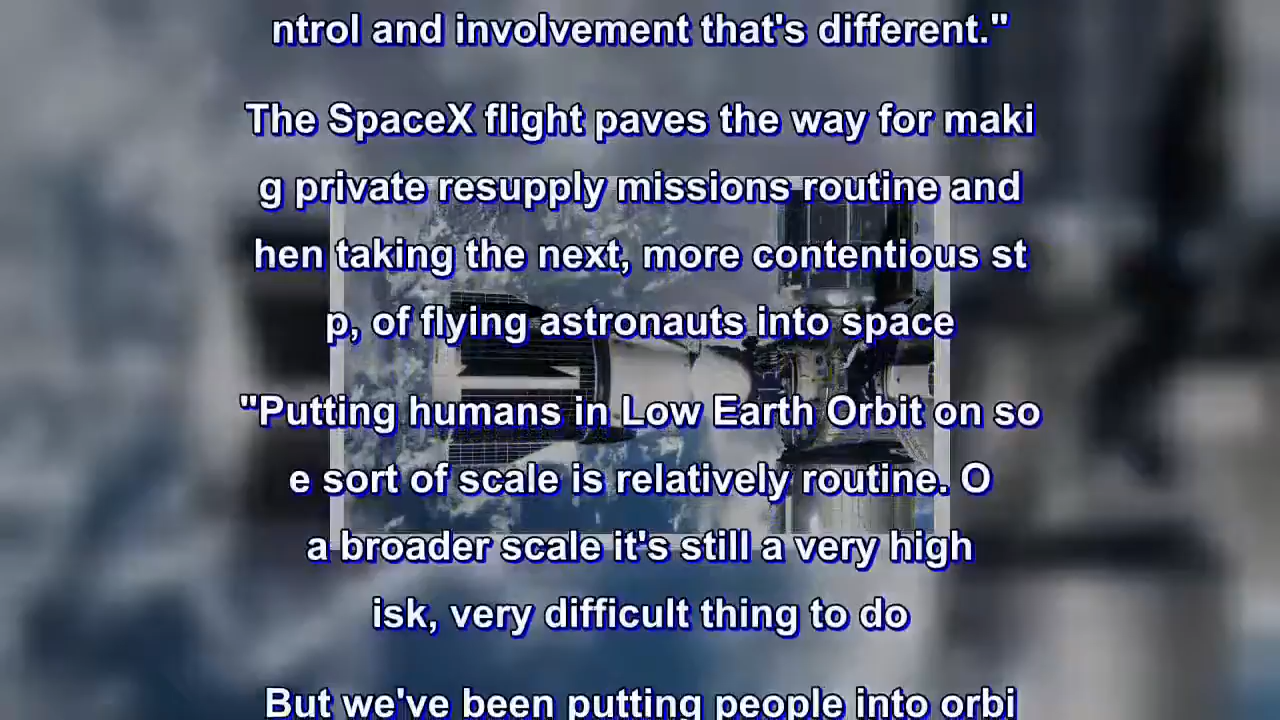 ntrol and involvement that's different."
The SpaceX flight paves the way for maki
g private resupply missions routine and
hen taking the next, more contentious st
p, of flying astronauts into space
"Putting humans in Low Earth Orbit on so
e sort of scale is relatively routine. O
a broader scale it's still a very high
isk, very difficult thing to do
But we've been putting people into orbi